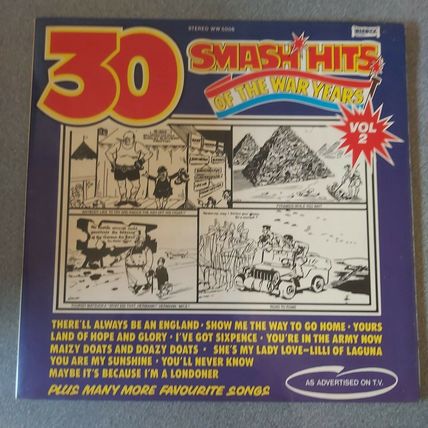 STEREO WW 5006
30
SMASH HITS
OF THE WAR YEARS
VOL
2
THERE'LL ALWAYS BE AN ENGLAND · SHOW ME THE WAY TO GO HOME · YOURS
LAND OF HOPE AND GLORY · I'VE GOT SIXPENCE · YOU'RE IN THE ARMY NOW
MAIZY DOATS AND DOAZY DOATS · SHE'S MY LADY LOVE—LILLI OF LAGUNA
YOU ARE MY SUNSHINE · YOU'LL NEVER KNOW
MAYBE IT'S BECAUSE I'M A LONDONER
PLUS MANY MORE FAVOURITE SONGS
AS ADVERTISED ON T.V.